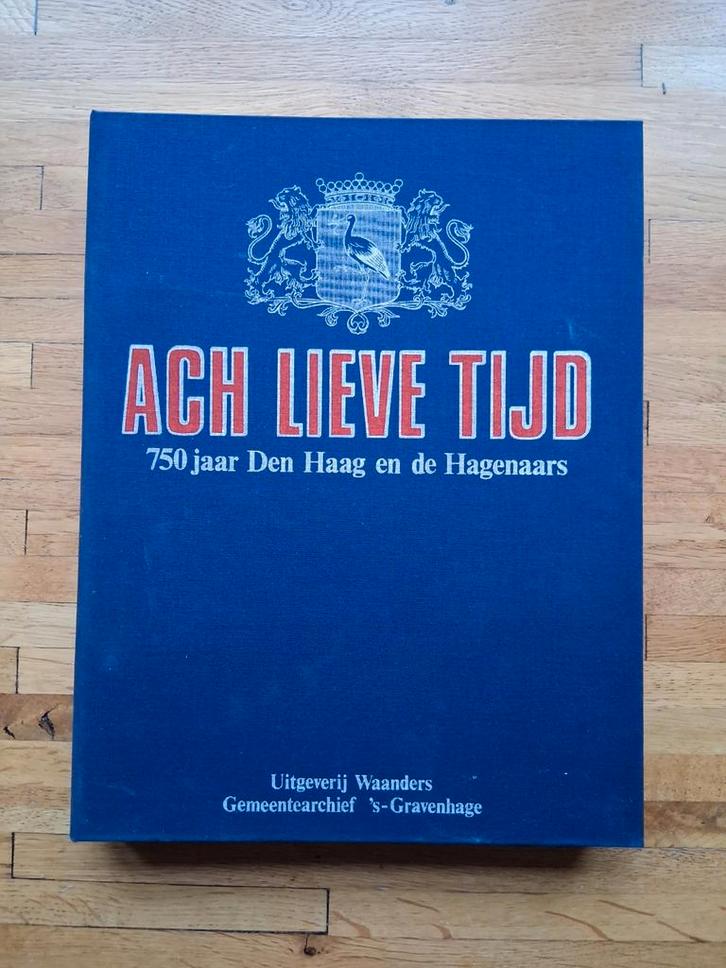 ACH LIEVE TIJD
750 jaar Den Haag en de Hagenaars
Uitgeverij Waanders
Gemeentearchief 's-Gravenhage